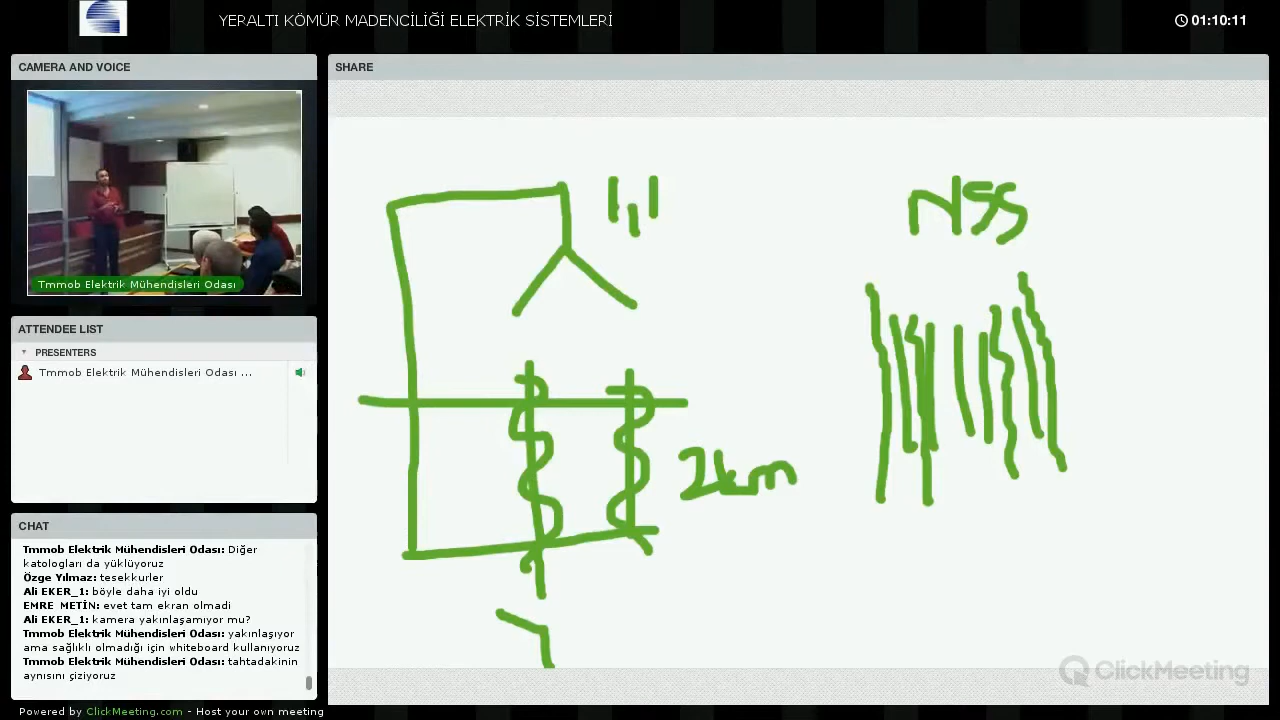 YERALTI KÖMÜR MADENCİLİĞİ ELEKTRİK SİSTEMLERİ
01:10:11
CAMERA AND VOICE
Tmmob Elektrik Mühendisleri Odası
ATTENDEE LIST
PRESENTERS
Tmmob Elektrik Mühendisleri Odası ...
CHAT
Tmmob Elektrik Mühendisleri Odası: Diğer
katologları da yüklüyoruz
Özge Yılmaz: tesekkurler
Ali EKER_1: böyle daha iyi oldu
EMRE METİN: evet tam ekran olmadi
Ali EKER_1: kamera yakınlaşamıyor mu?
Tmmob Elektrik Mühendisleri Odası: yakınlaşıyor
ama sağlıklı olmadığı için whiteboard kullanıyoruz
Tmmob Elektrik Mühendisleri Odası: tahtadakinin
aynısını çiziyoruz
Powered by ClickMeeting.com - Host your own meeting
SHARE
1,1
NSS
2km
ClickMeeting